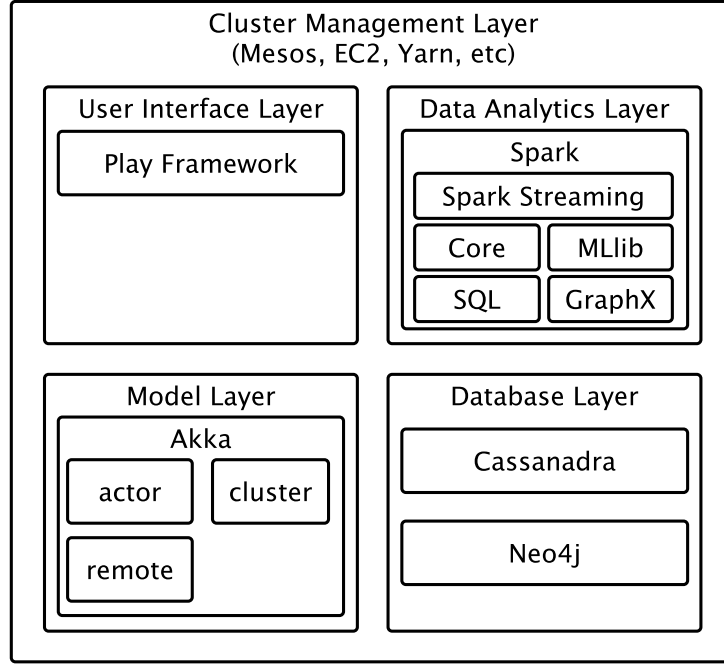 Cluster Management Layer
(Mesos, EC2, Yarn, etc)
User Interface Layer
Play Framework
Data Analytics Layer
Spark
Spark Streaming
Core
MLlib
SQL
GraphX
Model Layer
Akka
actor
cluster
remote
Database Layer
Cassanadra
Neo4j